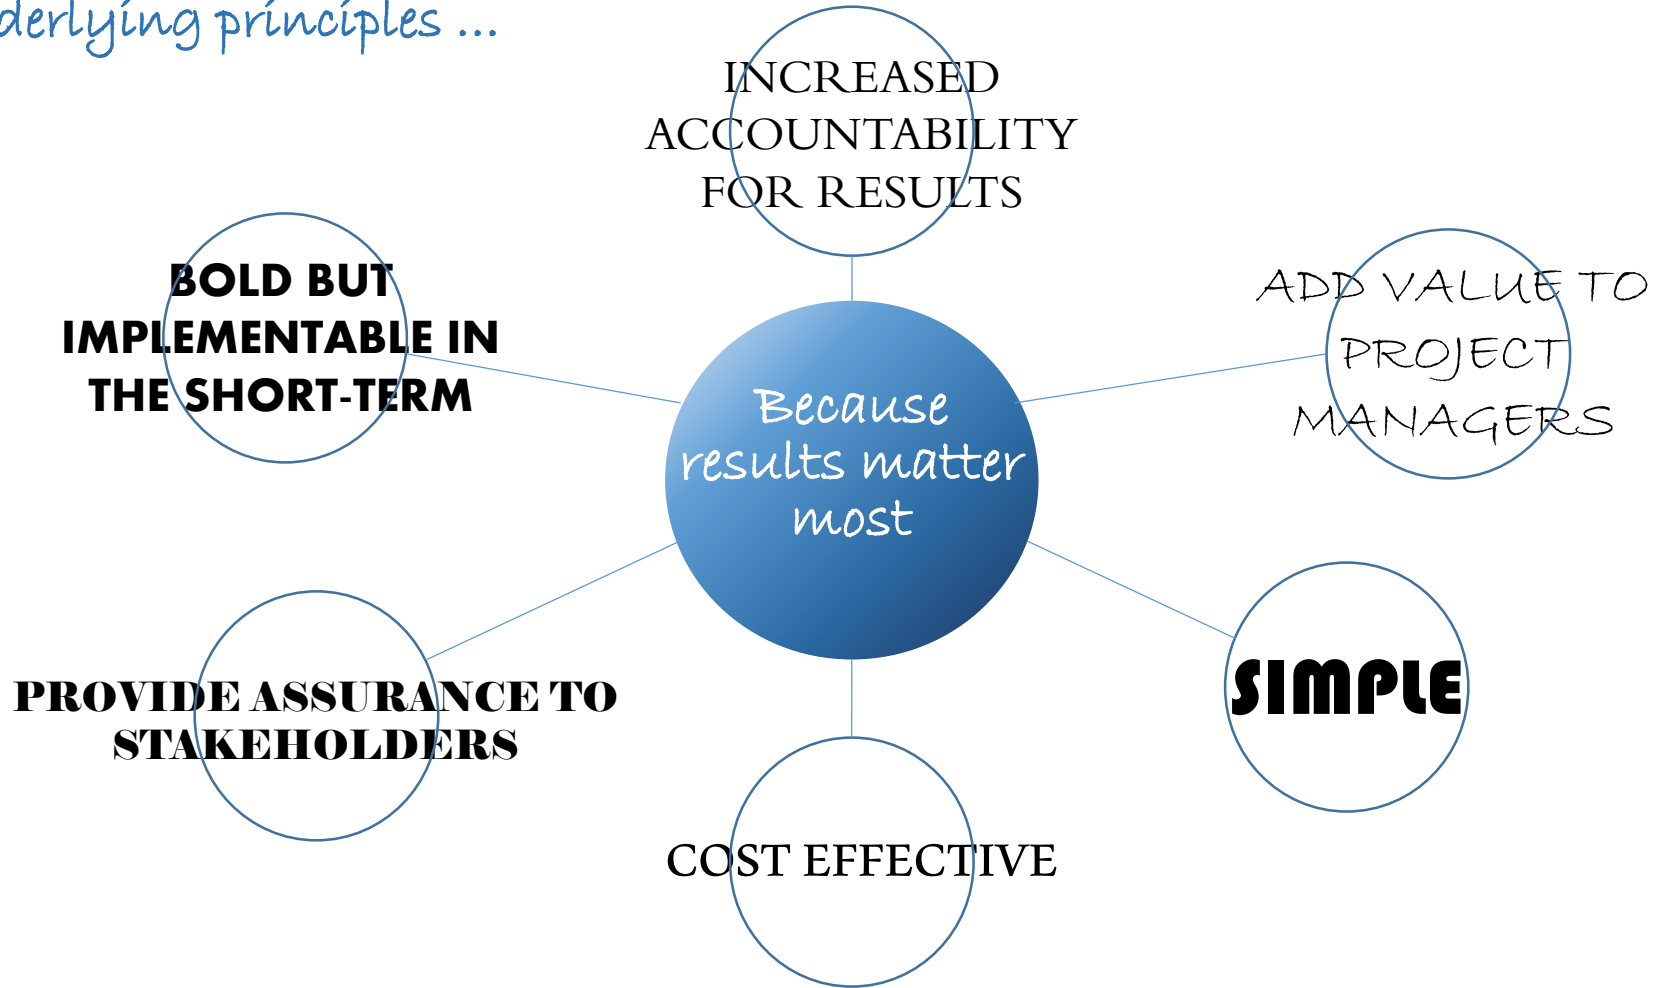 derlying principles ...
INCREASED
ACCOUNTABILITY
FOR RESULTS
BOLD BUT
IMPLEMENTABLE IN
THE SHORT-TERM
ADD VALUE TO
PROJECT
MANAGERS
Because
results matter
most
SIMPLE
PROVIDE ASSURANCE TO
STAKEHOLDERS
COST EFFECTIVE